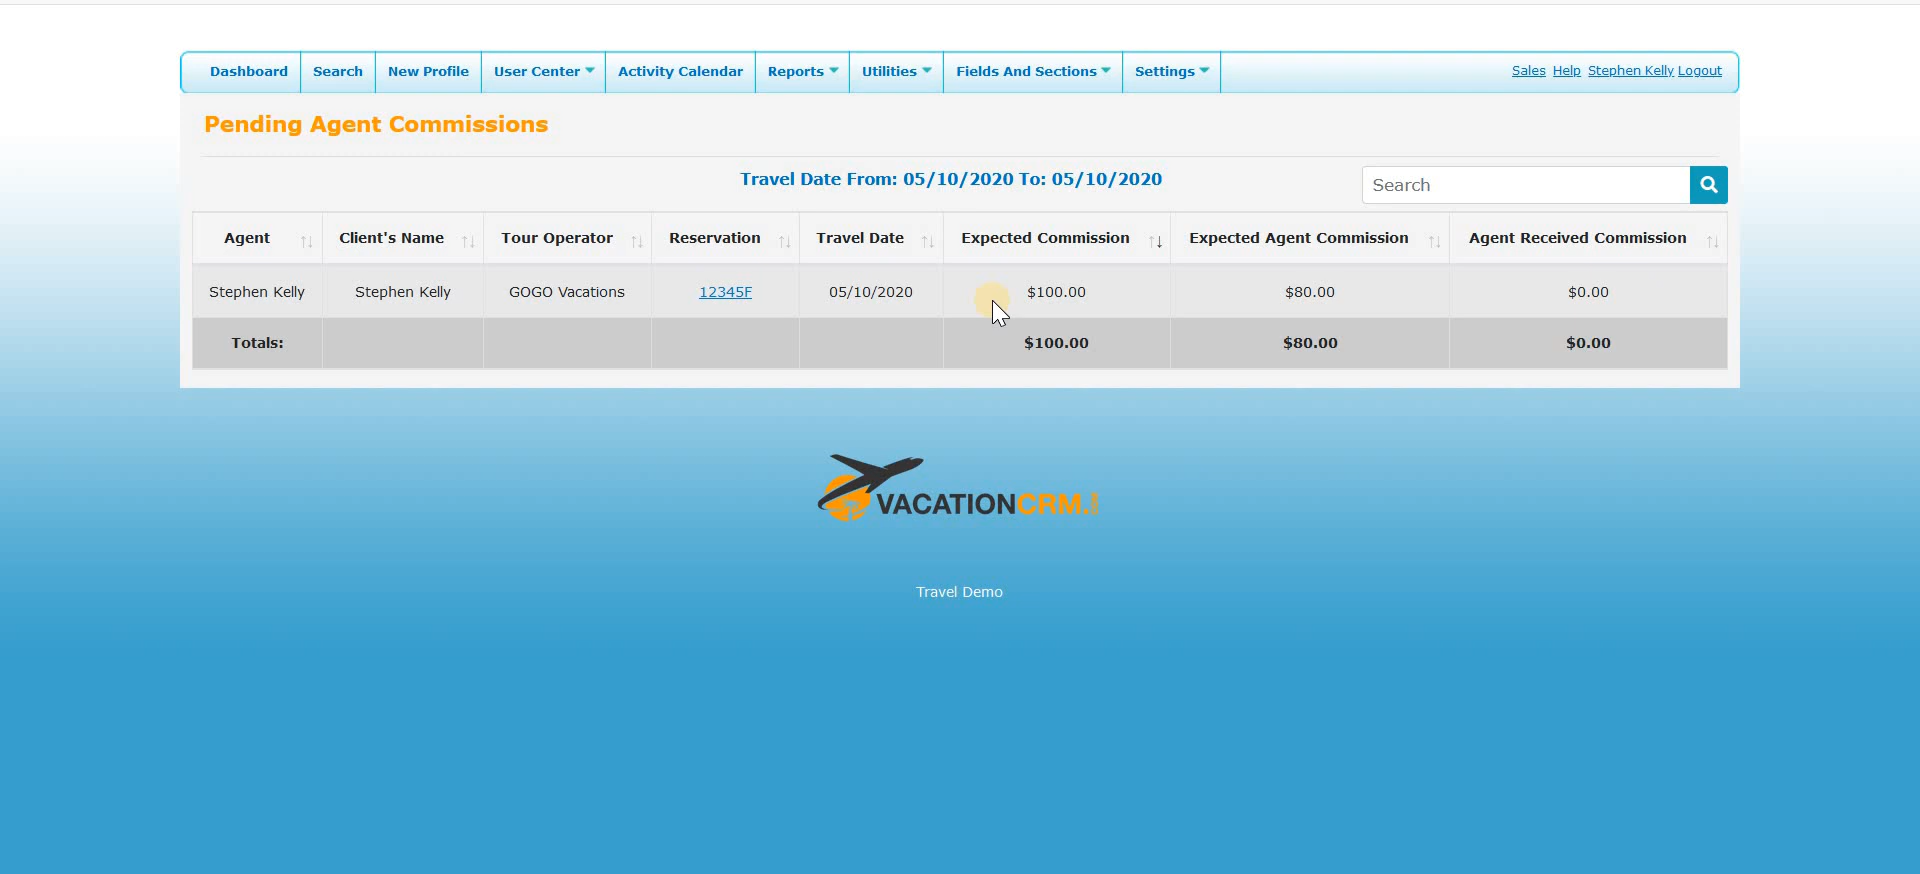 Dashboard Search New Profile User Center Activity Calendar Reports Utilities Fields And Sections Settings Sales Help Stephen Kelly Logout
Pending Agent Commissions
Travel Date From: 05/10/2020 To: 05/10/2020
Search
Agent Client's Name Tour Operator Reservation Travel Date Expected Commission Expected Agent Commission Agent Received Commission
Stephen Kelly Stephen Kelly GOGO Vacations 12345F 05/10/2020 $100.00 $80.00 $0.00
Totals: $100.00 $80.00 $0.00
VACATIONCRM.
Travel Demo